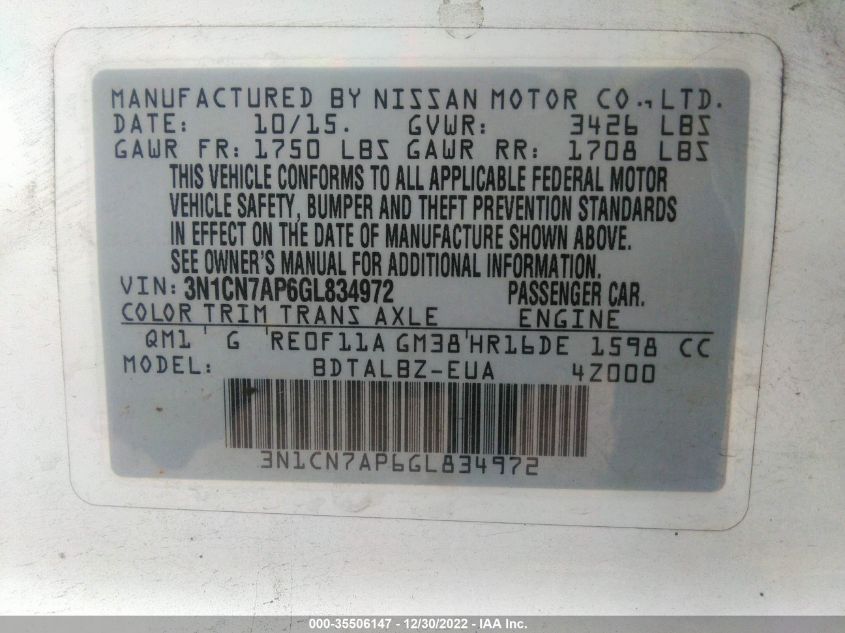 MANUFACTURED BY NISSAN MOTOR CO., LTD.
DATE: 10/15. GVWR: 3426 LBS
GAWR FR: 1750 LBS GAWR RR: 1708 LBS
THIS VEHICLE CONFORMS TO ALL APPLICABLE FEDERAL MOTOR
VEHICLE SAFETY, BUMPER AND THEFT PREVENTION STANDARDS
IN EFFECT ON THE DATE OF MANUFACTURE SHOWN ABOVE.
SEE OWNER'S MANUAL FOR ADDITIONAL INFORMATION.
VIN: 3N1CN7AP6GL834972 PASSENGER CAR.
COLOR TRIM TRANS AXLE ENGINE
QM1 ' G ' RE0F11A GM38 ' HR16DE 1598 CC
MODEL: BDTALBZ-EUA 4Z000
3N1CN7AP6GL834972
000-35506147 - 12/30/2022 - IAA Inc.